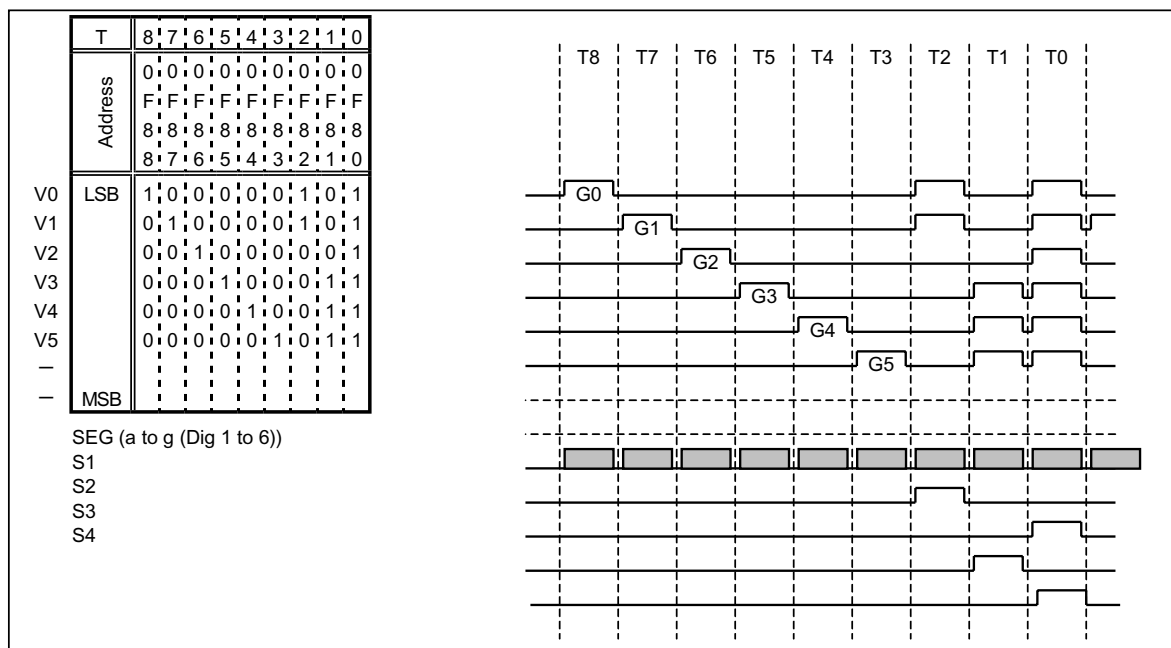 T 8 7 6 5 4 3 2 1 0
Address
0 0 0 0 0 0 0 0 0
F F F F F F F F F
8 8 8 8 8 8 8 8 8
8 7 6 5 4 3 2 1 0
V0 LSB 1 0 0 0 0 0 1 0 1
V1 0 1 0 0 0 0 1 0 1
V2 0 0 1 0 0 0 0 0 1
V3 0 0 0 1 0 0 0 1 1
V4 0 0 0 0 1 0 0 1 1
V5 0 0 0 0 0 1 0 1 1
—
— MSB
SEG (a to g (Dig 1 to 6))
S1
S2
S3
S4
T8 T7 T6 T5 T4 T3 T2 T1 T0
G0
G1
G2
G3
G4
G5